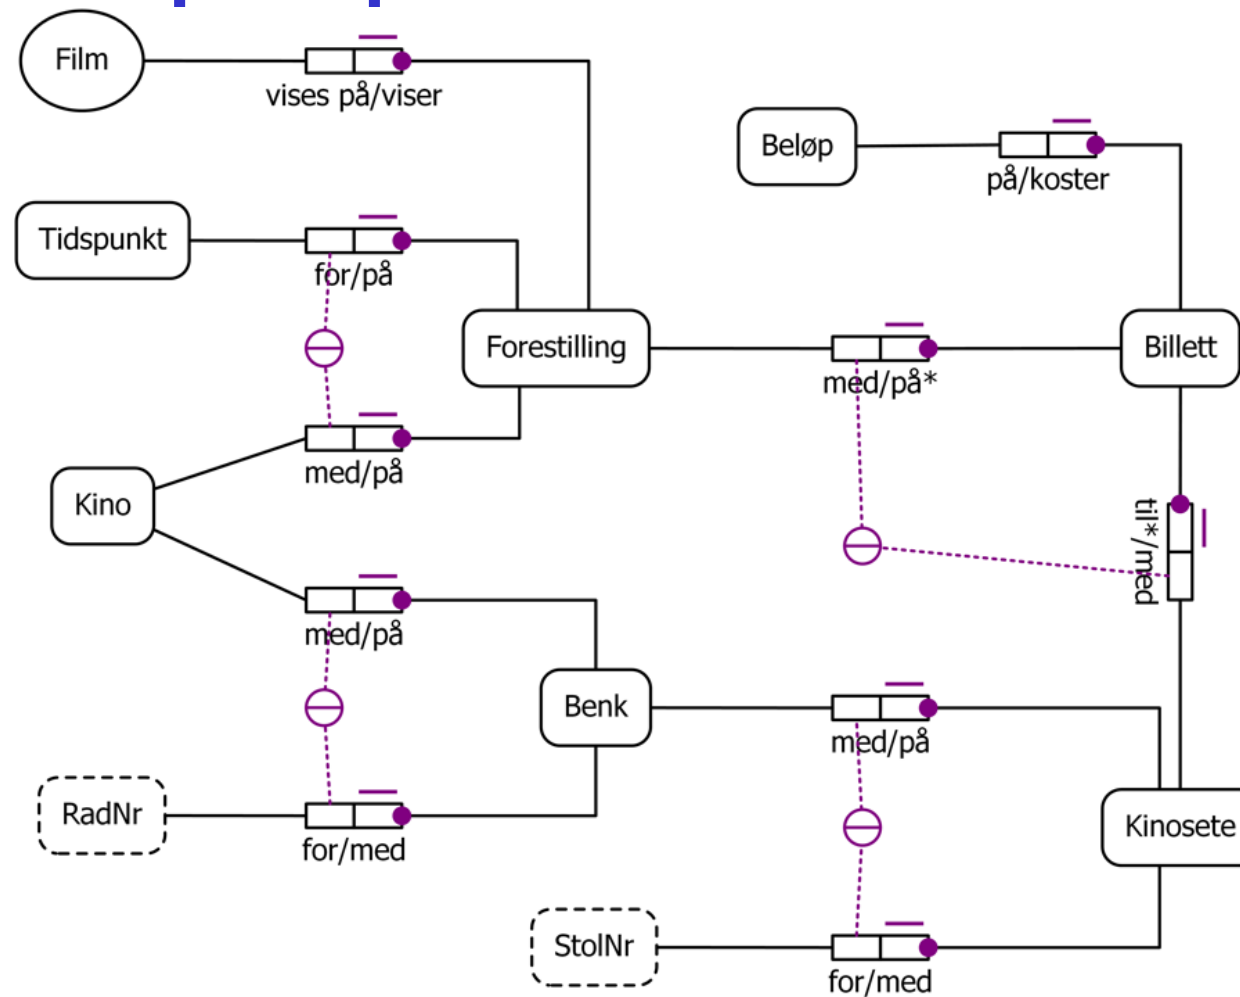 Film
vises på/viser
Beløp
på/koster
Tidspunkt
for/på
Forestilling
med/på*
Billett
med/på
Kino
til*/med
med/på
Benk
med/på
RadNr
for/med
Kinosete
StolNr
for/med